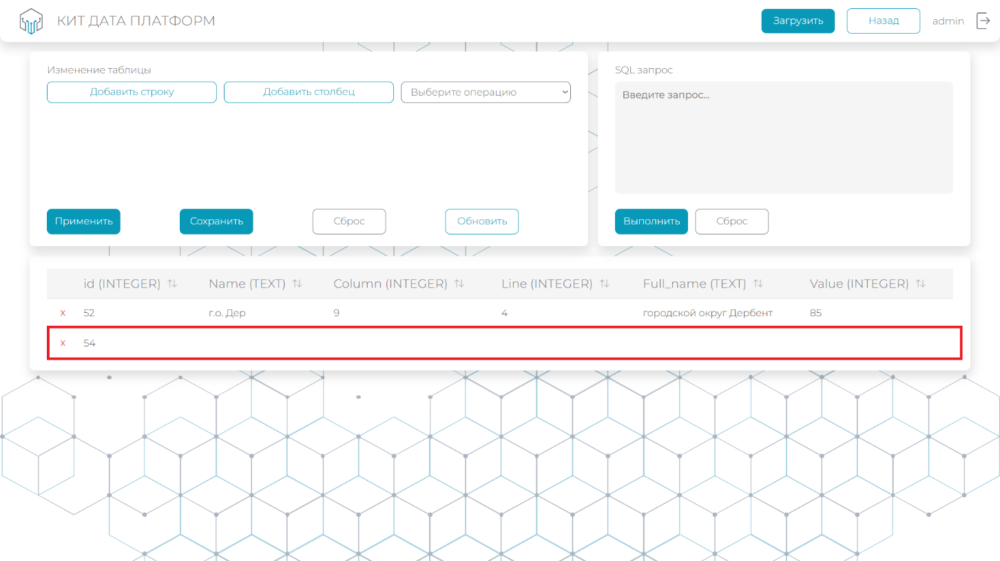 КИТ ДАТА ПЛАТФОРМ
Загрузить
Назад
admin
Изменение таблицы
Добавить строку
Добавить столбец
Выберите операцию
Применить
Сохранить
Сброс
Обновить
SQL запрос
Введите запрос...
Выполнить
Сброс
id (INTEGER) Name (TEXT) Column (INTEGER) Line (INTEGER) Full_name (TEXT) Value (INTEGER)
x 52 г.о. Дер 9 4 городской округ Дербент 85
x 54